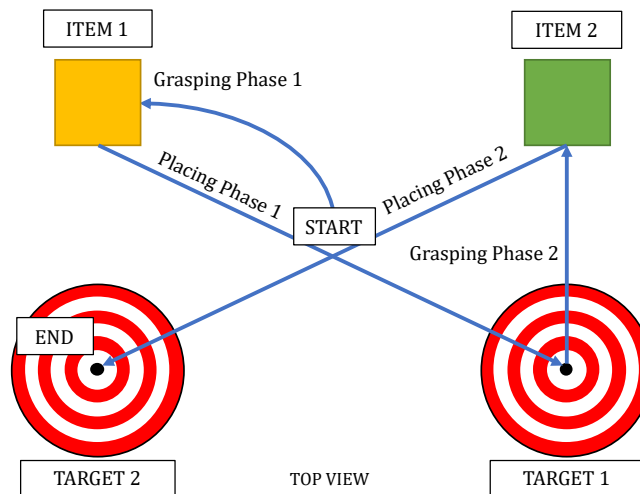 ITEM 1
ITEM 2
Grasping Phase 1
Placing Phase 1
Placing Phase 2
START
Grasping Phase 2
END
TARGET 2
TOP VIEW
TARGET 1